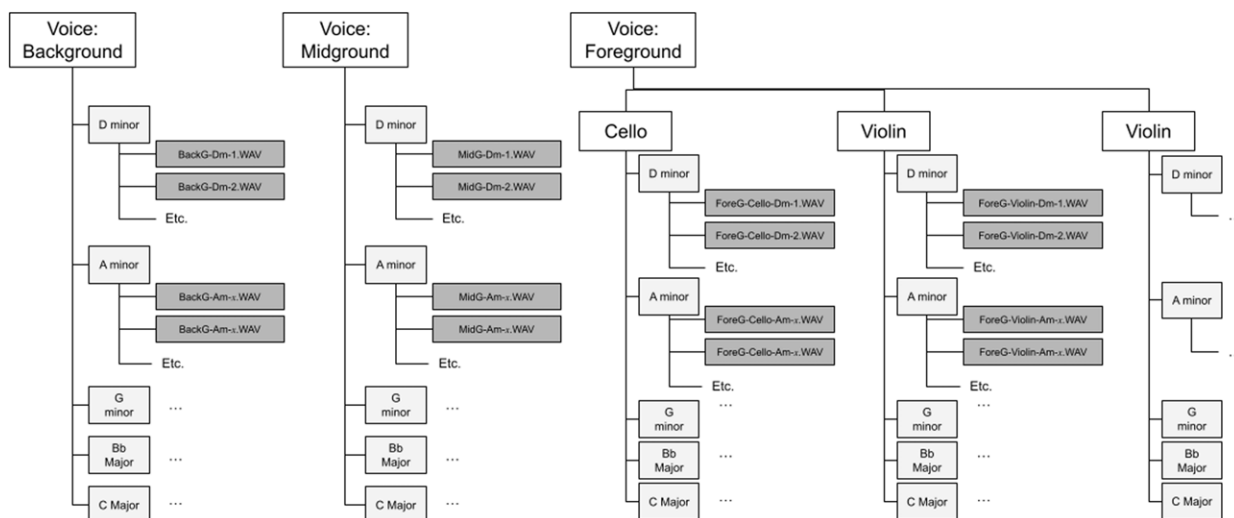 Voice:
Background
D minor
BackG-Dm-1.WAV
BackG-Dm-2.WAV
Etc.
A minor
BackG-Am-x.WAV
BackG-Am-x.WAV
Etc.
G
minor
...
Bb
Major
...
C Major
...
Voice:
Midground
D minor
MidG-Dm-1.WAV
MidG-Dm-2.WAV
Etc.
A minor
MidG-Am-x.WAV
MidG-Am-x.WAV
Etc.
G
minor
...
Bb
Major
...
C Major
...
Voice:
Foreground
Cello
D minor
ForeG-Cello-Dm-1.WAV
ForeG-Cello-Dm-2.WAV
Etc.
A minor
ForeG-Cello-Am-x.WAV
ForeG-Cello-Am-x.WAV
Etc.
G
minor
...
Bb
Major
...
C Major
...
Violin
D minor
ForeG-Violin-Dm-1.WAV
ForeG-Violin-Dm-2.WAV
Etc.
A minor
ForeG-Violin-Am-x.WAV
ForeG-Violin-Am-x.WAV
Etc.
G
minor
...
Bb
Major
...
C Major
...
Violin
D minor
..
A minor
..
G
minor
Bb
Major
C Major